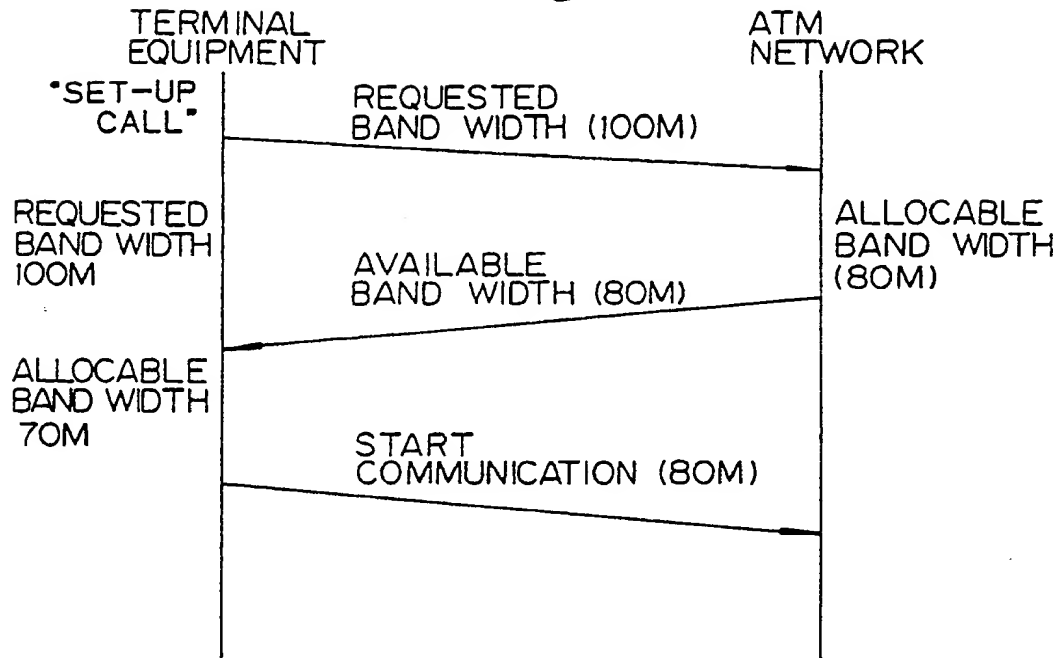 TERMINAL
EQUIPMENT
ATM
NETWORK
"SET-UP
CALL"
REQUESTED
BAND WIDTH (100M)
REQUESTED
BAND WIDTH
100M
ALLOCABLE
BAND WIDTH
(80M)
AVAILABLE
BAND WIDTH (80M)
ALLOCABLE
BAND WIDTH
70M
START
COMMUNICATION (80M)